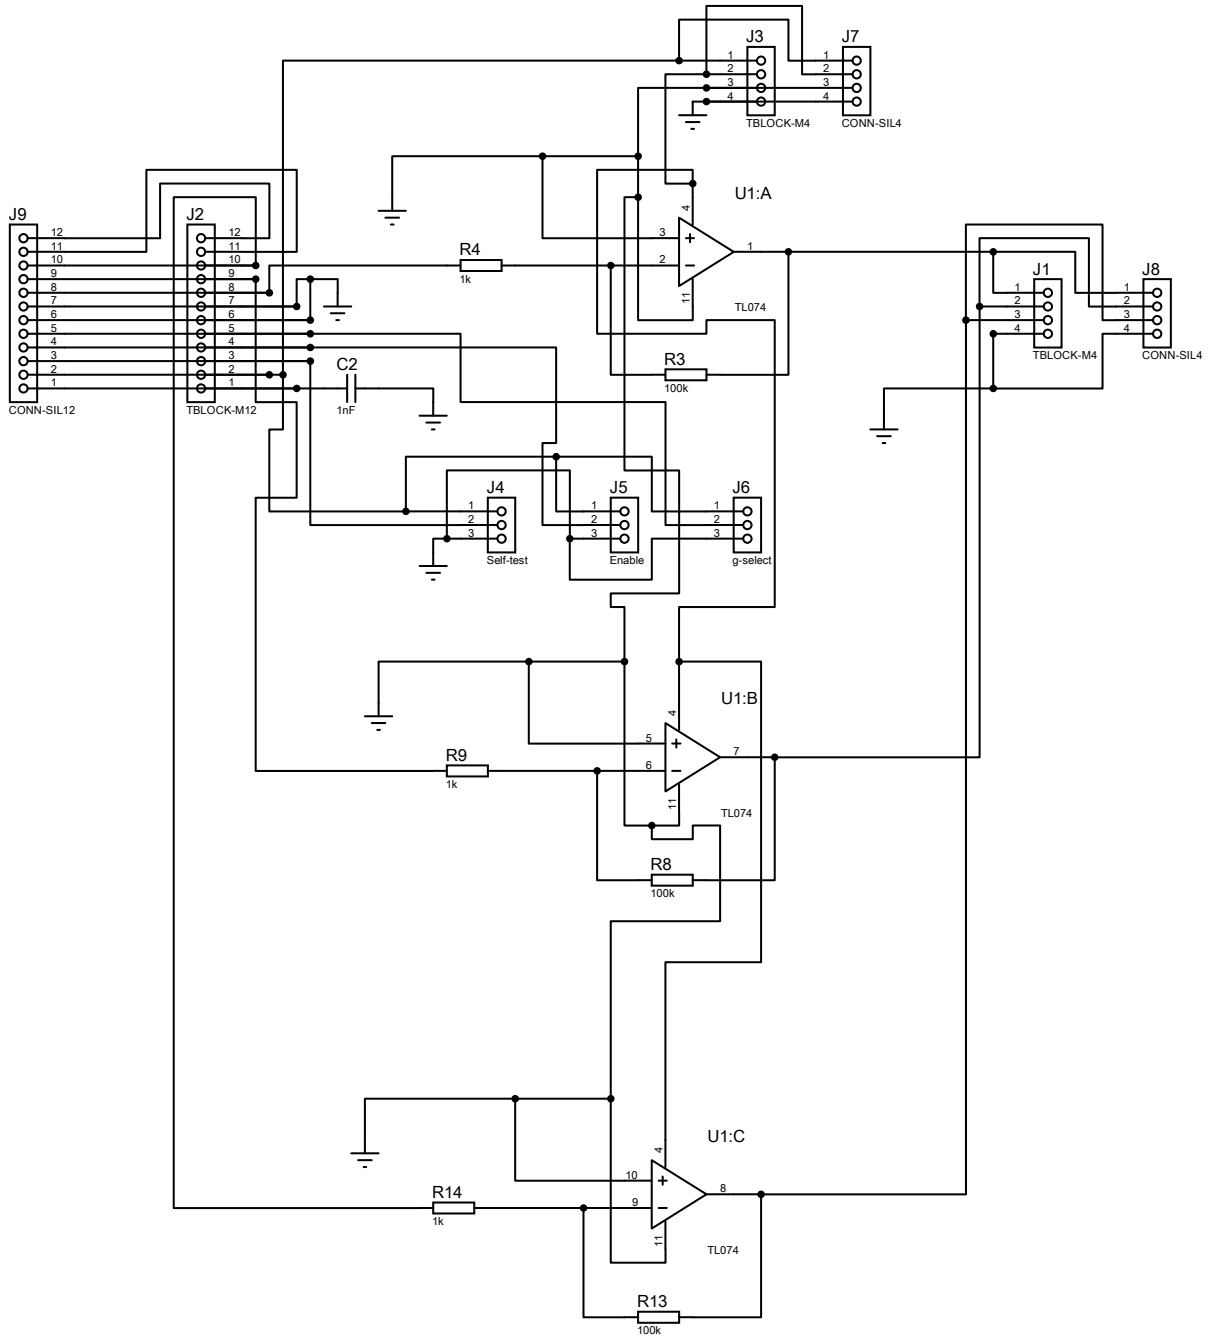 J3
J7
1
2
3
4
1
2
3
4
TBLOCK-M4
CONN-SIL4
U1:A
4
3
2
1
11
TL074
R4
1k
R3
100k
J9
12
11
10
9
8
7
6
5
4
3
2
1
CONN-SIL12
J2
12
11
10
9
8
7
6
5
4
3
2
1
TBLOCK-M12
C2
1nF
J1
1
2
3
4
TBLOCK-M4
J8
1
2
3
4
CONN-SIL4
J4
1
2
3
Self-test
J5
1
2
3
Enable
J6
1
2
3
g-select
U1:B
4
5
6
7
11
TL074
R9
1k
R8
100k
U1:C
4
10
9
8
11
TL074
R14
1k
R13
100k